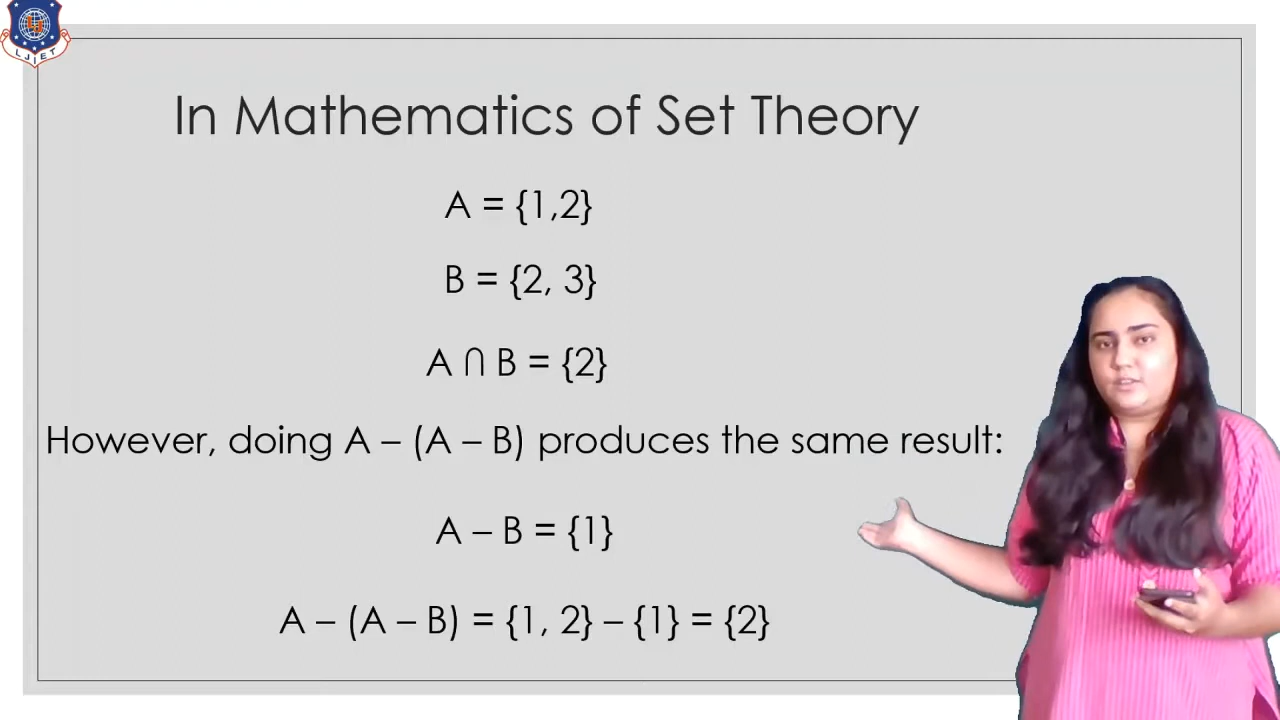 LJIET
In Mathematics of Set Theory
A = {1,2}
B = {2, 3}
A ∩ B = {2}
However, doing A – (A – B) produces the same result:
A – B = {1}
A – (A – B) = {1, 2} – {1} = {2}